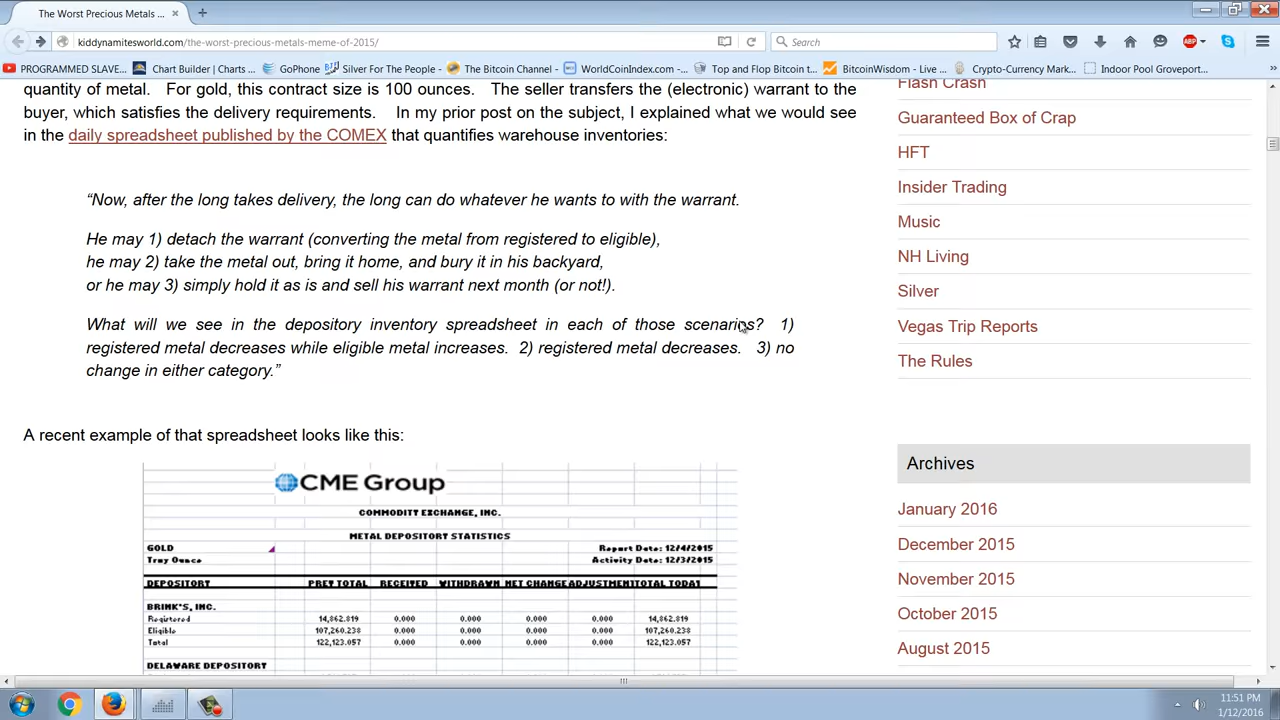 The Worst Precious Metals ...
kiddynamitesworld.com/the-worst-precious-metals-meme-of-2015/
Search
ABP
PROGRAMMED SLAVE...
Chart Builder | Charts ...
GoPhone
Silver For The People - ...
The Bitcoin Channel - ...
WorldCoinIndex.com - ...
Top and Flop Bitcoin t...
BitcoinWisdom - Live ...
Crypto-Currency Mark...
Indoor Pool Groveport...
quantity of metal. For gold, this contract size is 100 ounces. The seller transfers the (electronic) warrant to the
buyer, which satisfies the delivery requirements. In my prior post on the subject, I explained what we would see
in the daily spreadsheet published by the COMEX that quantifies warehouse inventories:
“Now, after the long takes delivery, the long can do whatever he wants to with the warrant.
He may 1) detach the warrant (converting the metal from registered to eligible),
he may 2) take the metal out, bring it home, and bury it in his backyard,
or he may 3) simply hold it as is and sell his warrant next month (or not!).
What will we see in the depository inventory spreadsheet in each of those scenarios? 1)
registered metal decreases while eligible metal increases. 2) registered metal decreases. 3) no
change in either category.”
A recent example of that spreadsheet looks like this:
CME Group
COMMODITY EXCHANGE, INC.
METAL DEPOSITORY STATISTICS
GOLD Report Date: 12/4/2015
Troy Ounce Activity Date: 12/3/2015
DEPOSITORY PREV TOTAL RECEIVED WITHDRAWN NET CHANGE ADJUSTMENT TOTAL TODAY
BRINK'S, INC.
Registered 14,862.819 0.000 0.000 0.000 0.000 14,862.819
Eligible 107,260.238 0.000 0.000 0.000 0.000 107,260.238
Total 122,123.057 0.000 0.000 0.000 0.000 122,123.057
DELAWARE DEPOSITORY
Flash Crash
Guaranteed Box of Crap
HFT
Insider Trading
Music
NH Living
Silver
Vegas Trip Reports
The Rules
Archives
January 2016
December 2015
November 2015
October 2015
August 2015
11:51 PM
1/12/2016